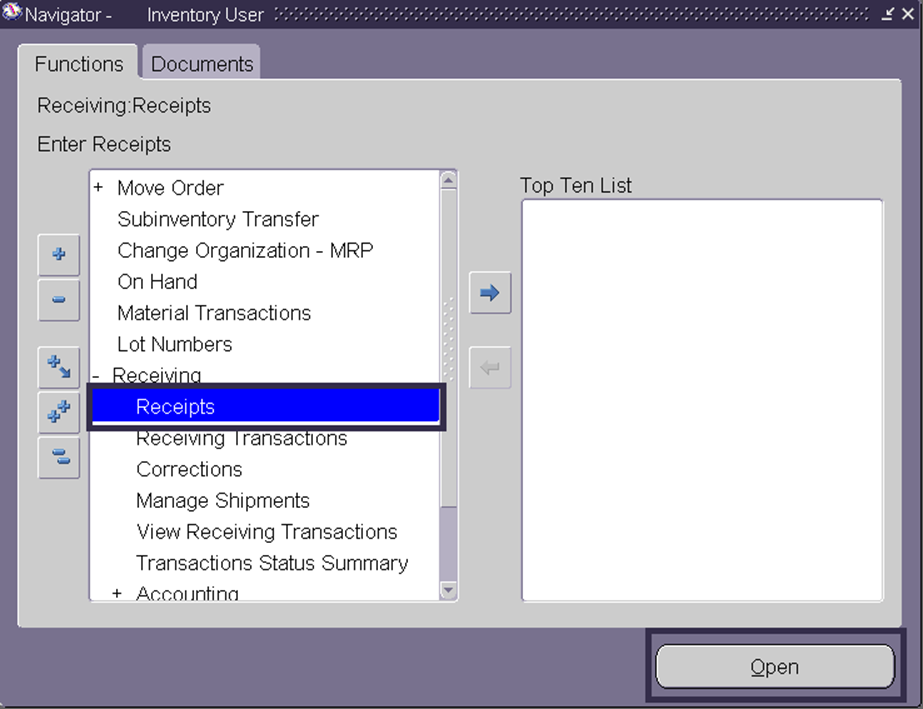 Navigator - Inventory User
Functions Documents
Receiving:Receipts
Enter Receipts
+ Move Order
Subinventory Transfer
Change Organization - MRP
On Hand
Material Transactions
Lot Numbers
- Receiving
Receipts
Receiving Transactions
Corrections
Manage Shipments
View Receiving Transactions
Transactions Status Summary
+ Accounting
Top Ten List
Open